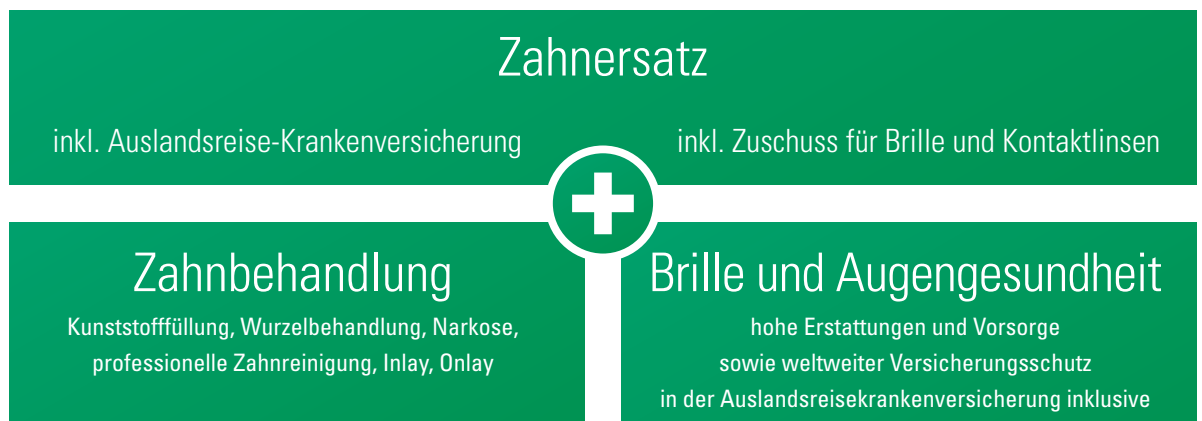 Zahnersatz
inkl. Auslandsreise-Krankenversicherung
inkl. Zuschuss für Brille und Kontaktlinsen
Zahnbehandlung
Kunststofffüllung, Wurzelbehandlung, Narkose,
professionelle Zahnreinigung, Inlay, Onlay
Brille und Augengesundheit
hohe Erstattungen und Vorsorge
sowie weltweiter Versicherungsschutz
in der Auslandsreisekrankenversicherung inklusive